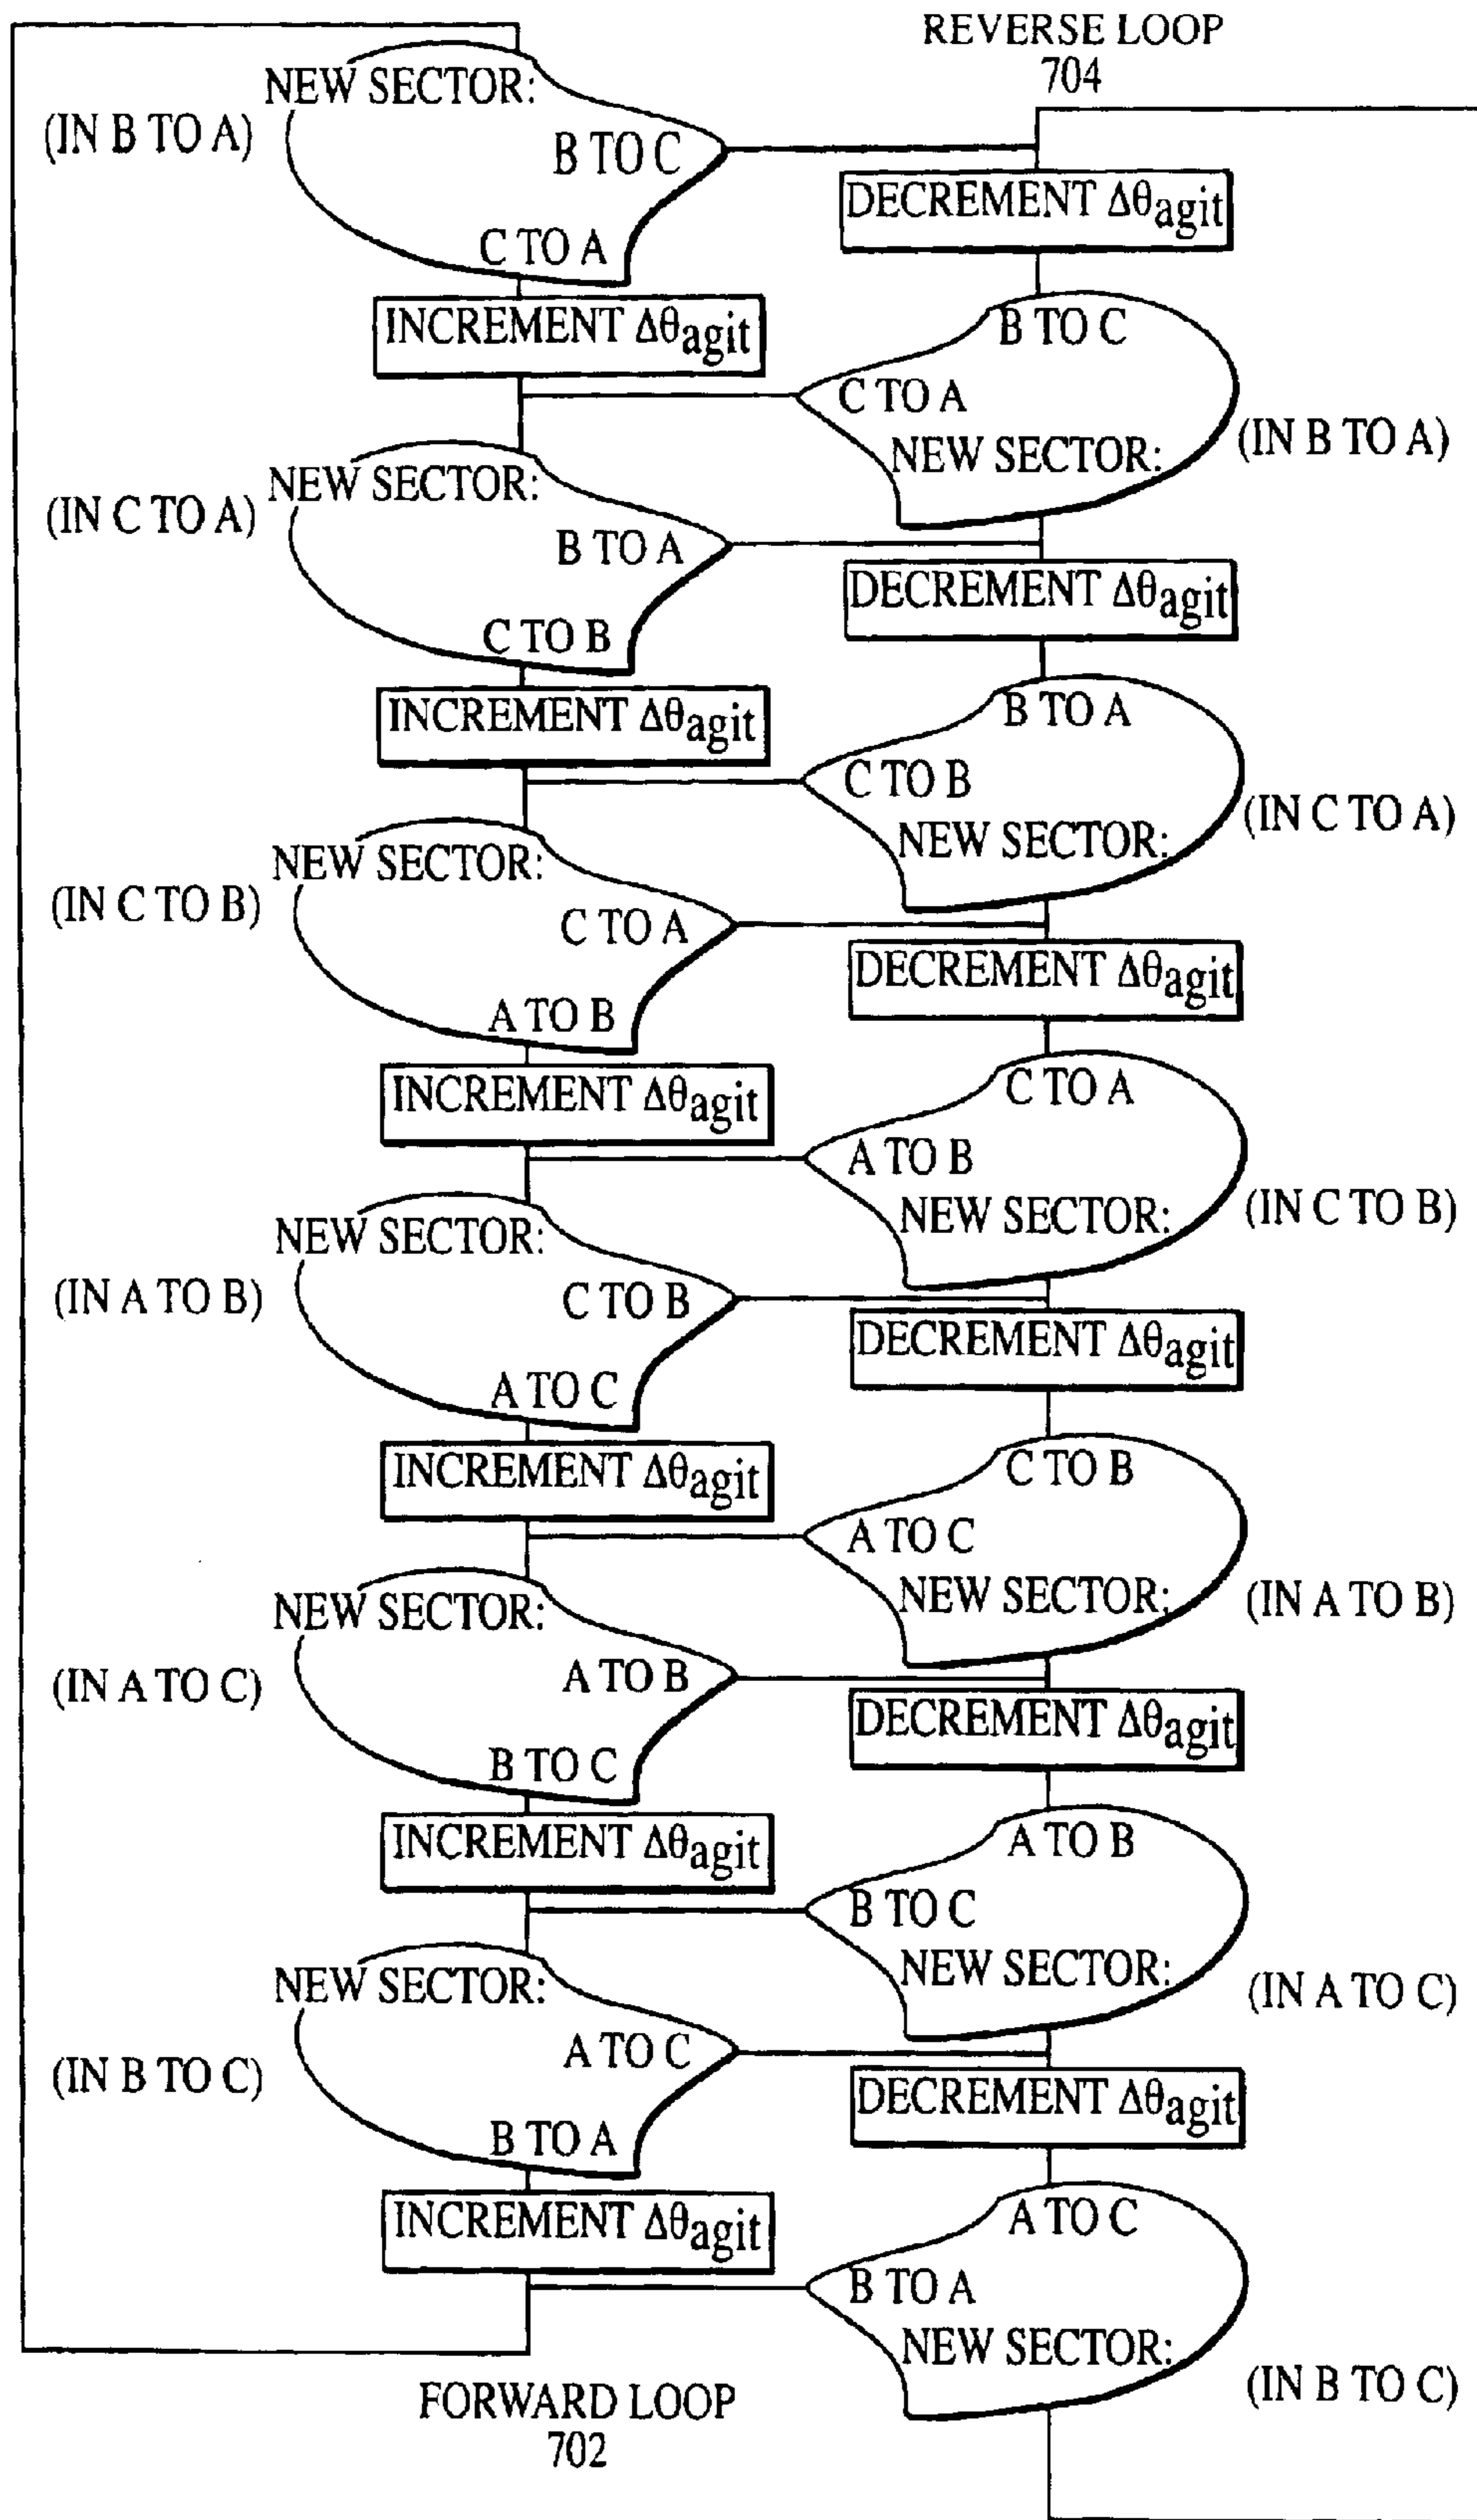 REVERSE LOOP
704
NEW SECTOR:
(IN B TO A)
B TO C
C TO A
DECREMENT Δθagit
INCREMENT Δθagit
B TO C
C TO A
NEW SECTOR:
(IN B TO A)
NEW SECTOR:
(IN C TO A)
B TO A
C TO B
DECREMENT Δθagit
INCREMENT Δθagit
B TO A
C TO B
NEW SECTOR:
(IN C TO A)
NEW SECTOR:
(IN C TO B)
C TO A
A TO B
DECREMENT Δθagit
INCREMENT Δθagit
C TO A
A TO B
NEW SECTOR:
(IN C TO B)
NEW SECTOR:
(IN A TO B)
C TO B
A TO C
DECREMENT Δθagit
INCREMENT Δθagit
C TO B
A TO C
NEW SECTOR:
(IN A TO B)
NEW SECTOR:
(IN A TO C)
A TO B
B TO C
DECREMENT Δθagit
INCREMENT Δθagit
A TO B
B TO C
NEW SECTOR:
(IN A TO C)
NEW SECTOR:
(IN B TO C)
A TO C
B TO A
DECREMENT Δθagit
INCREMENT Δθagit
A TO C
B TO A
NEW SECTOR:
(IN B TO C)
FORWARD LOOP
702